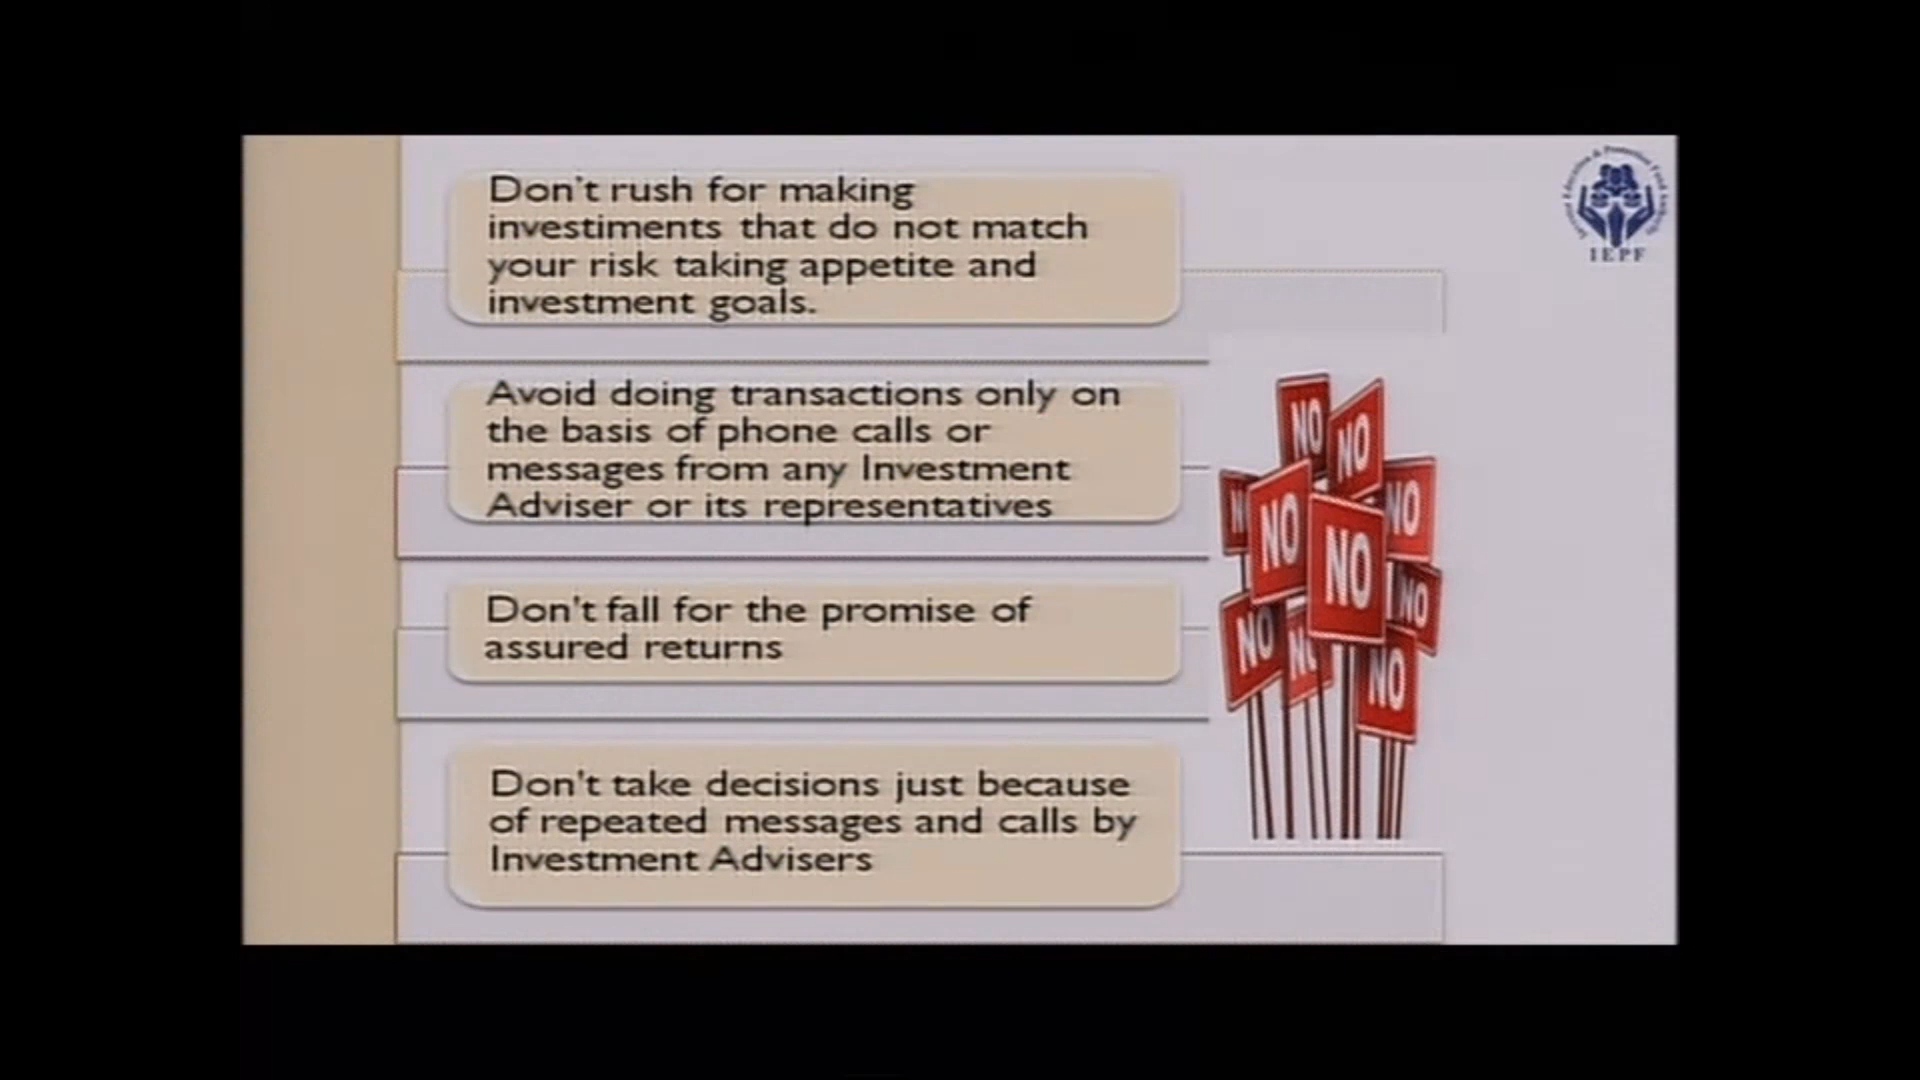 Don't rush for making
investiments that do not match
your risk taking appetite and
investment goals.
Avoid doing transactions only on
the basis of phone calls or
messages from any Investment
Adviser or its representatives
Don't fall for the promise of
assured returns
Don't take decisions just because
of repeated messages and calls by
Investment Advisers
IEPF
NO
NO
NO
NO
NO
NO
NO
NO